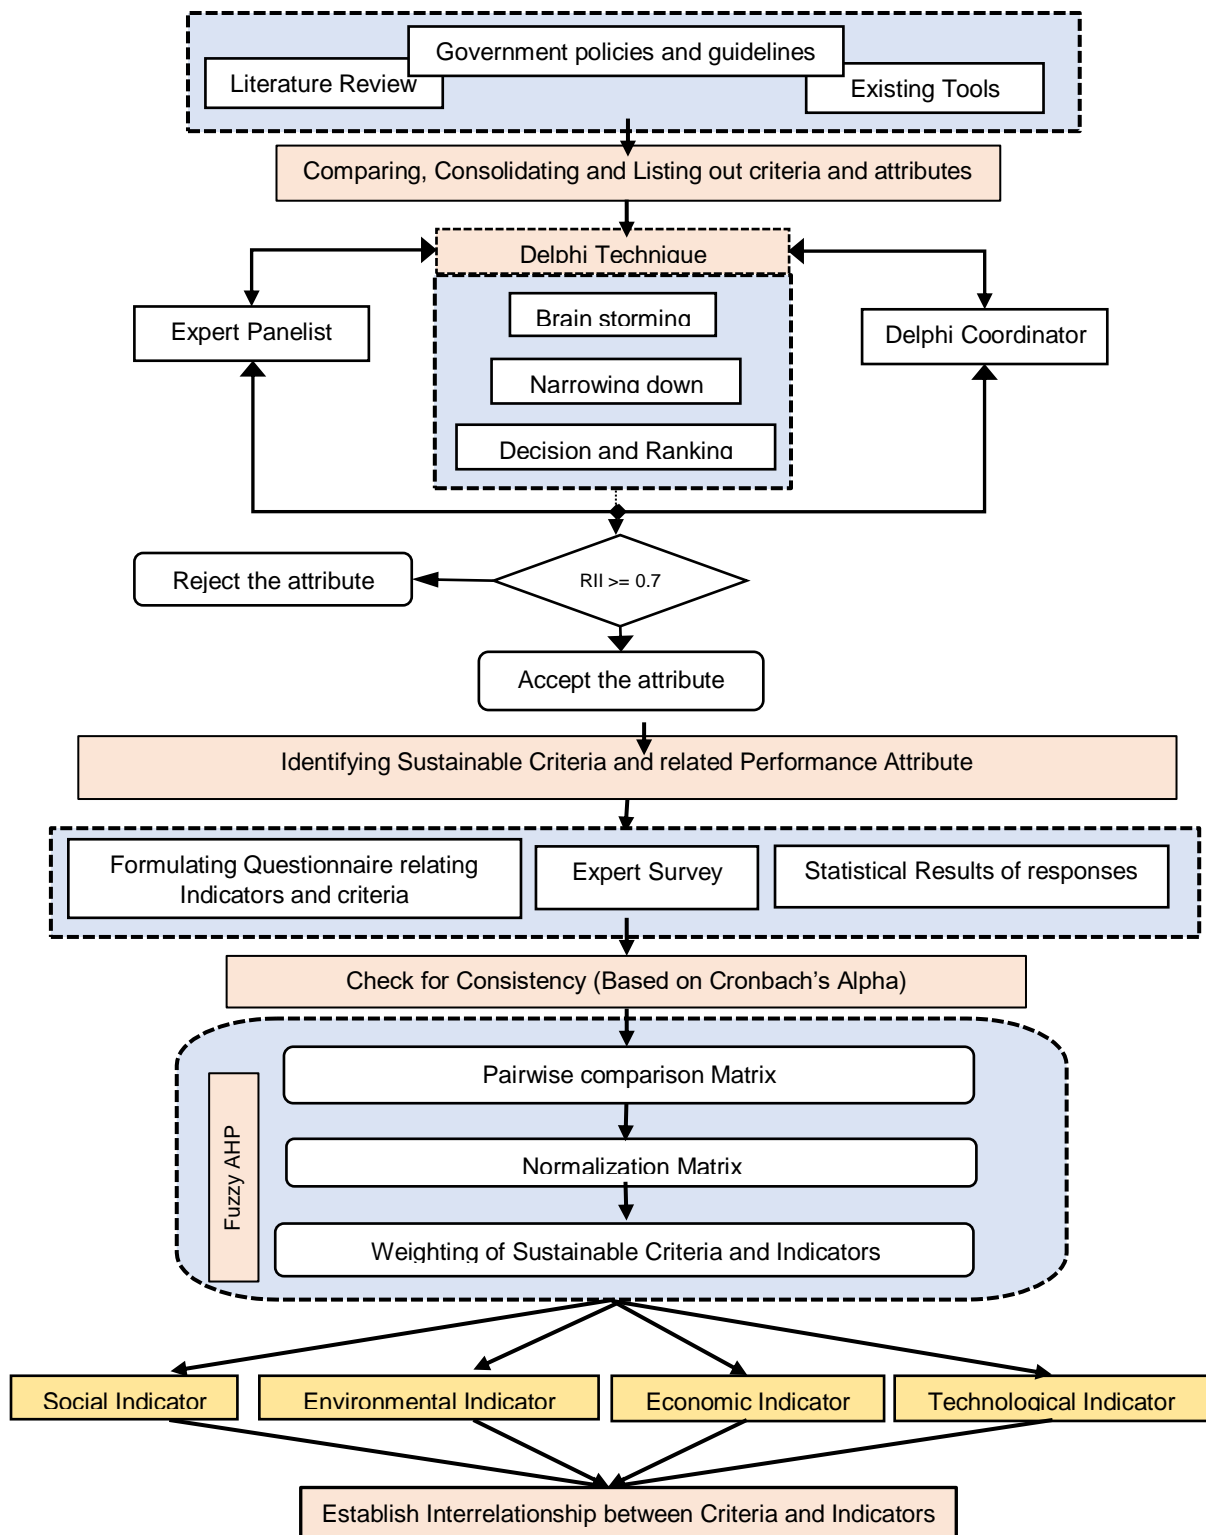 Government policies and guidelines
Literature Review
Existing Tools
Comparing, Consolidating and Listing out criteria and attributes
Delphi Technique
Brain storming
Expert Panelist
Delphi Coordinator
Narrowing down
Decision and Ranking
Reject the attribute
RII >= 0.7
Accept the attribute
Identifying Sustainable Criteria and related Performance Attribute
Formulating Questionnaire relating
Indicators and criteria
Expert Survey
Statistical Results of responses
Check for Consistency (Based on Cronbach’s Alpha)
Fuzzy AHP
Pairwise comparison Matrix
Normalization Matrix
Weighting of Sustainable Criteria and Indicators
Social Indicator
Environmental Indicator
Economic Indicator
Technological Indicator
Establish Interrelationship between Criteria and Indicators